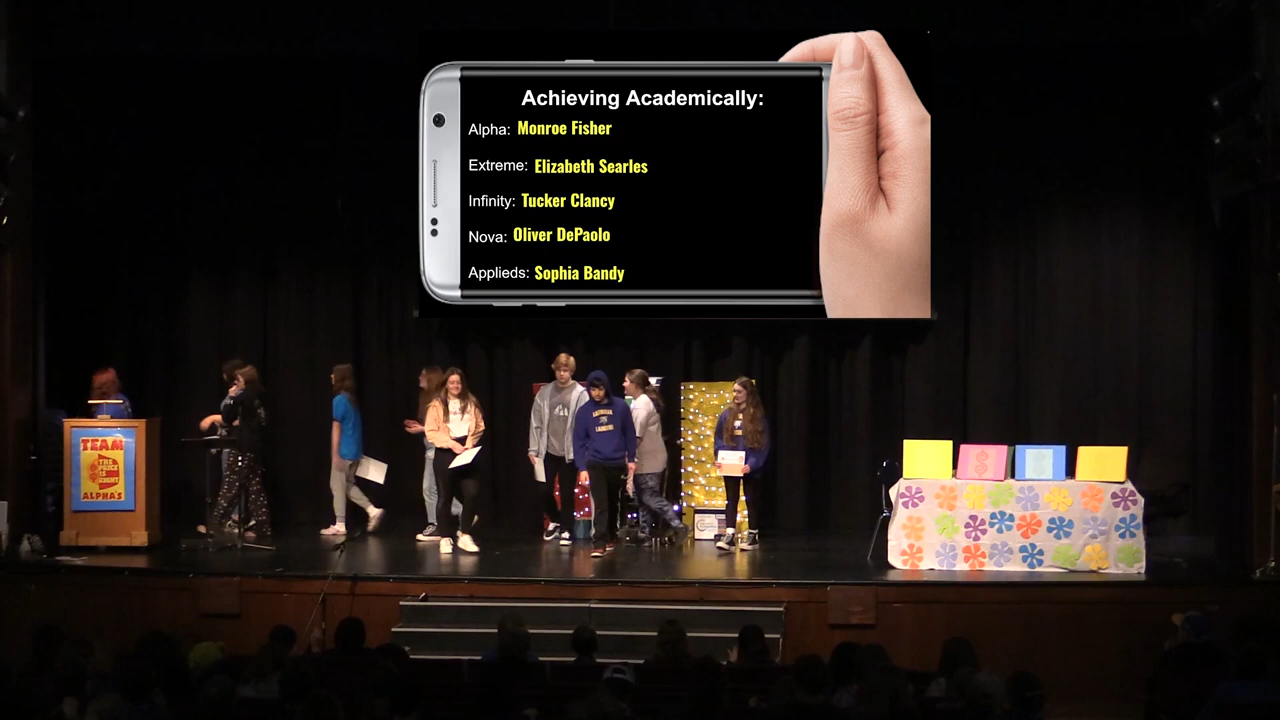 Achieving Academically:
Alpha: Monroe Fisher
Extreme: Elizabeth Searles
Infinity: Tucker Clancy
Nova: Oliver DePaolo
Applieds: Sophia Bandy
TEAM
THE
PRICE
IS
RIGHT
ALPHA'S